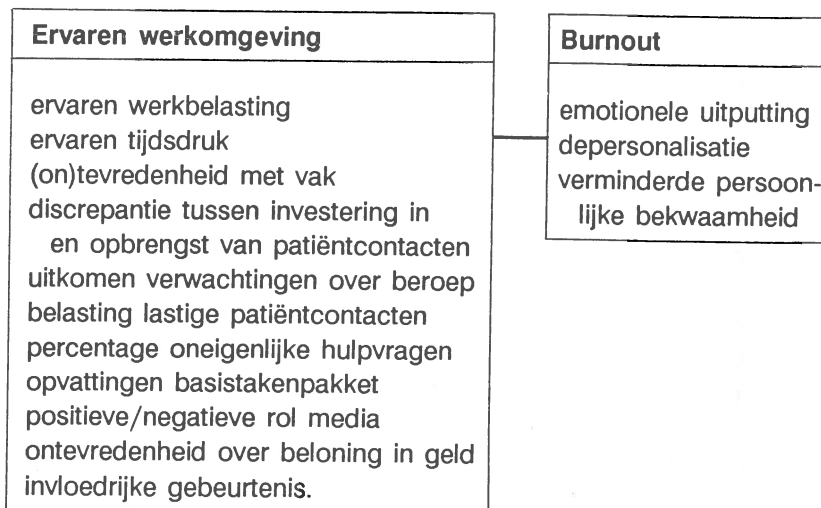 Ervaren werkomgeving
ervaren werkbelasting
ervaren tijdsdruk
(on)tevredenheid met vak
discrepantie tussen investering in
en opbrengst van patiëntcontacten
uitkomen verwachtingen over beroep
belasting lastige patiëntcontacten
percentage oneigenlijke hulpvragen
opvattingen basistakenpakket
positieve/negatieve rol media
ontevredenheid over beloning in geld
invloedrijke gebeurtenis.
Burnout
emotionele uitputting
depersonalisatie
verminderde persoon-
lijke bekwaamheid